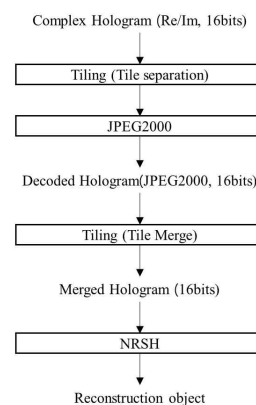 Complex Hologram (Re/Im, 16bits)
Tiling (Tile separation)
JPEG2000
Decoded Hologram(JPEG2000, 16bits)
Tiling (Tile Merge)
Merged Hologram (16bits)
NRSH
Reconstruction object